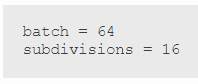 batch = 64
subdivisions = 16